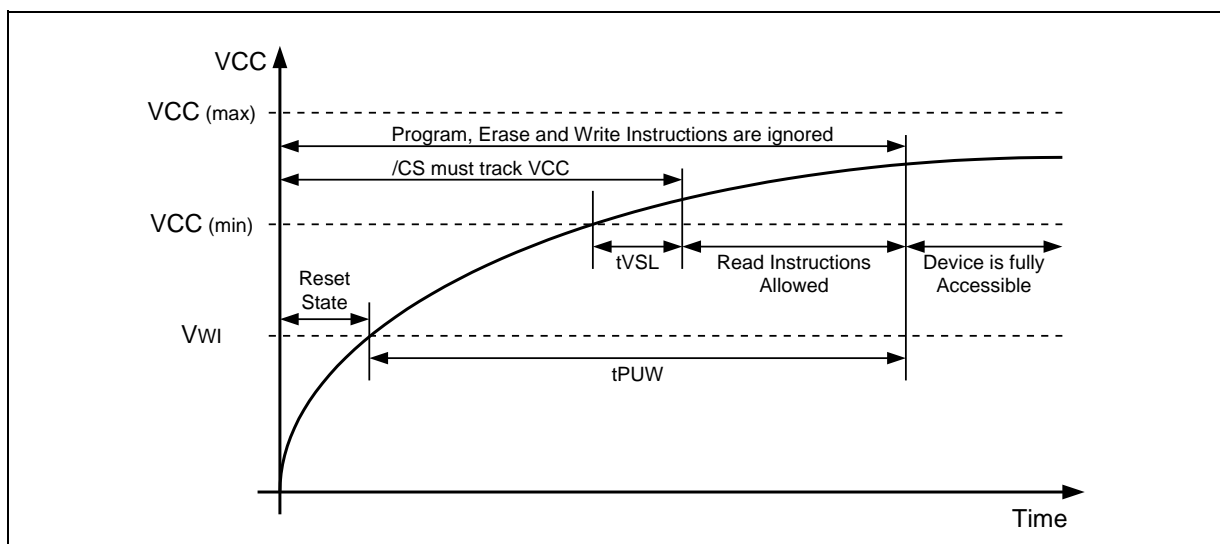 VCC
VCC (max)
Program, Erase and Write Instructions are ignored
/CS must track VCC
VCC (min)
tVSL
Read Instructions
Allowed
Device is fully
Accessible
Reset
State
VWI
tPUW
Time